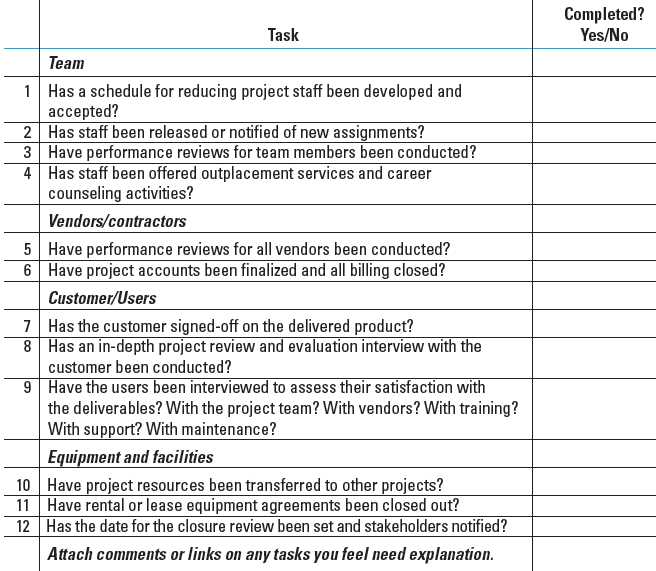 Task
Completed?
Yes/No
Team
1 Has a schedule for reducing project staff been developed and
accepted?
2 Has staff been released or notified of new assignments?
3 Have performance reviews for team members been conducted?
4 Has staff been offered outplacement services and career
counseling activities?
Vendors/contractors
5 Have performance reviews for all vendors been conducted?
6 Have project accounts been finalized and all billing closed?
Customer/Users
7 Has the customer signed-off on the delivered product?
8 Has an in-depth project review and evaluation interview with the
customer been conducted?
9 Have the users been interviewed to assess their satisfaction with
the deliverables? With the project team? With vendors? With training?
With support? With maintenance?
Equipment and facilities
10 Have project resources been transferred to other projects?
11 Have rental or lease equipment agreements been closed out?
12 Has the date for the closure review been set and stakeholders notified?
Attach comments or links on any tasks you feel need explanation.